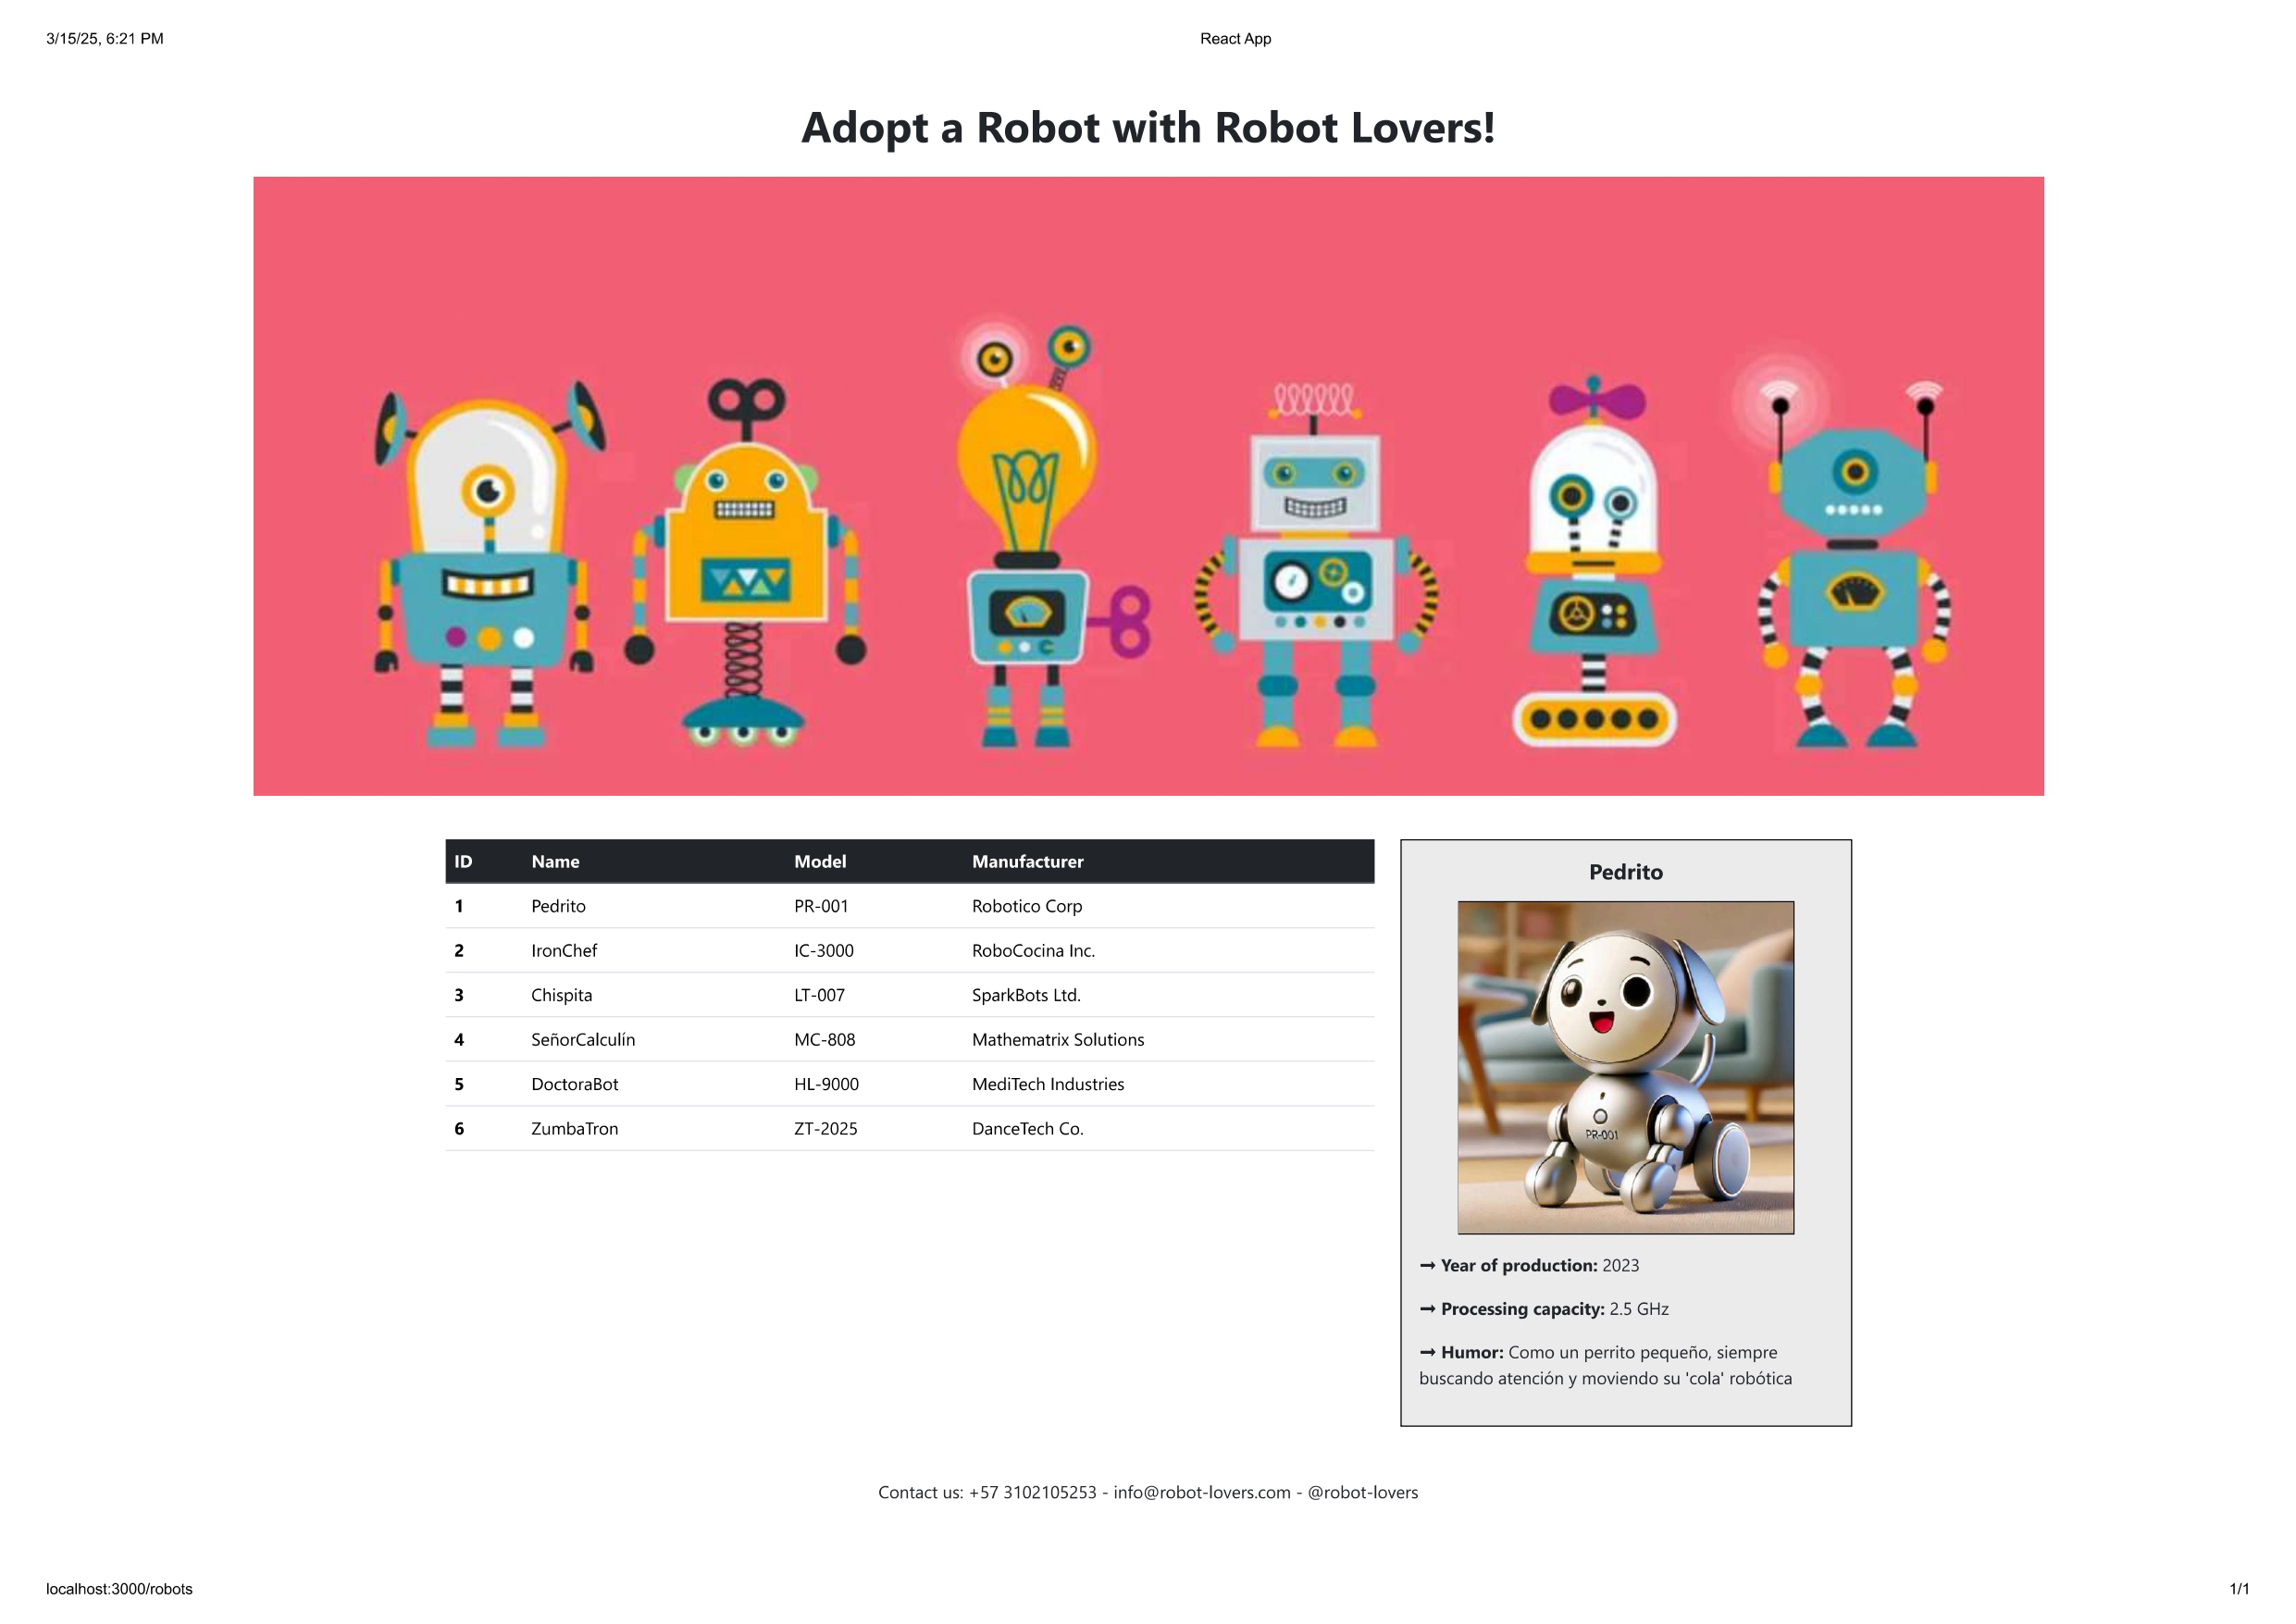 3/15/25, 6:21 PM
React App
Adopt a Robot with Robot Lovers!
ID Name Model Manufacturer
1 Pedrito PR-001 Robotico Corp
2 IronChef IC-3000 RoboCocina Inc.
3 Chispita LT-007 SparkBots Ltd.
4 SeñorCalculín MC-808 Mathematrix Solutions
5 DoctoraBot HL-9000 MediTech Industries
6 ZumbaTron ZT-2025 DanceTech Co.
Pedrito
PR-001
➞ Year of production: 2023
➞ Processing capacity: 2.5 GHz
➞ Humor: Como un perrito pequeño, siempre
buscando atención y moviendo su 'cola' robótica
Contact us: +57 3102105253 - info@robot-lovers.com - @robot-lovers
localhost:3000/robots
1/1